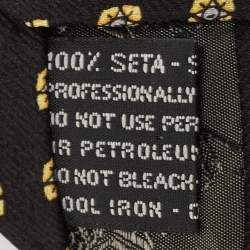 100% SETA - S
PROFESSIONALLY
DO NOT USE PER
OR PETROLEUM
DO NOT BLEACH
COOL IRON -